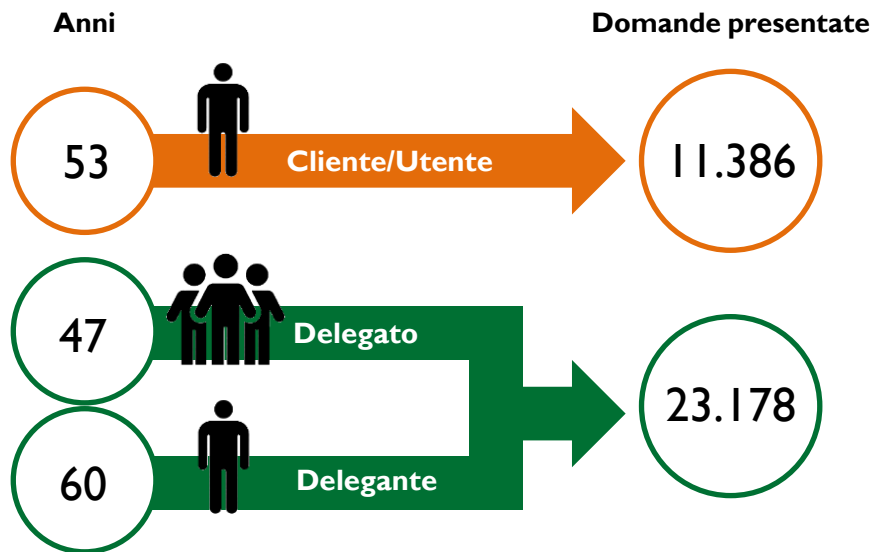 Anni
Domande presentate
53
Cliente/Utente
11.386
47
Delegato
23.178
60
Delegante